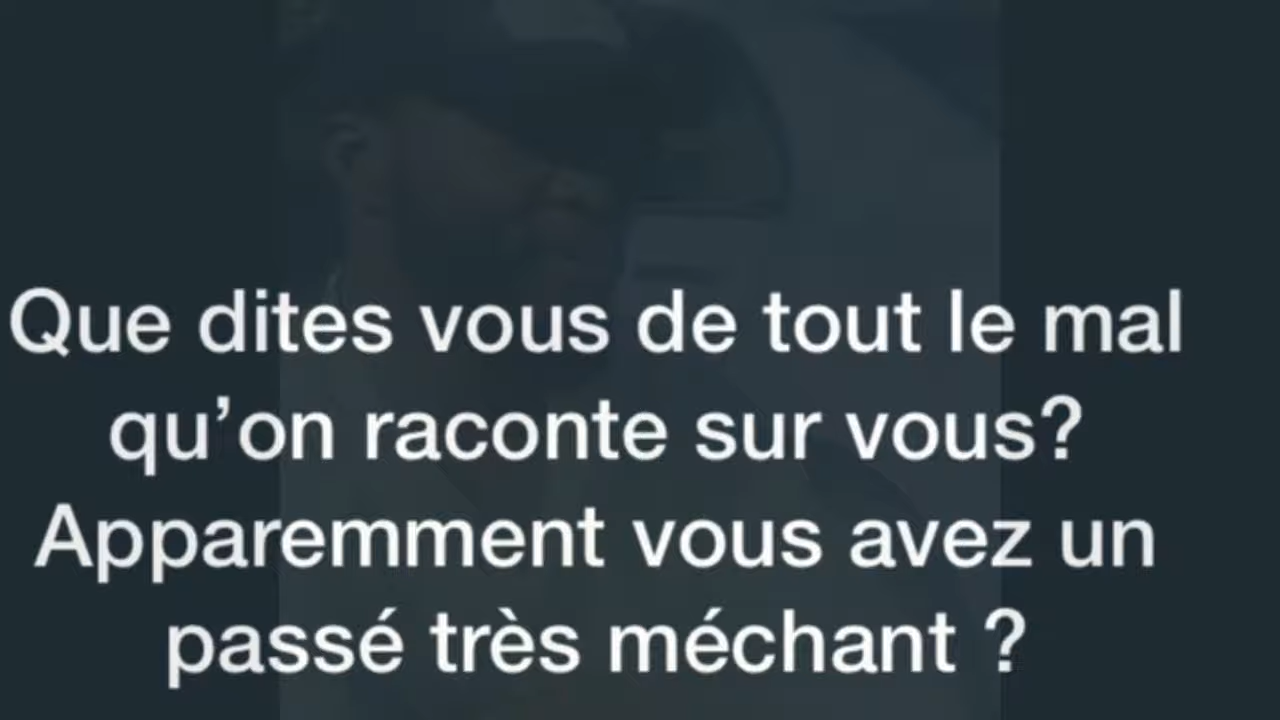 Que dites vous de tout le mal
qu’on raconte sur vous?
Apparemment vous avez un
passé très méchant ?